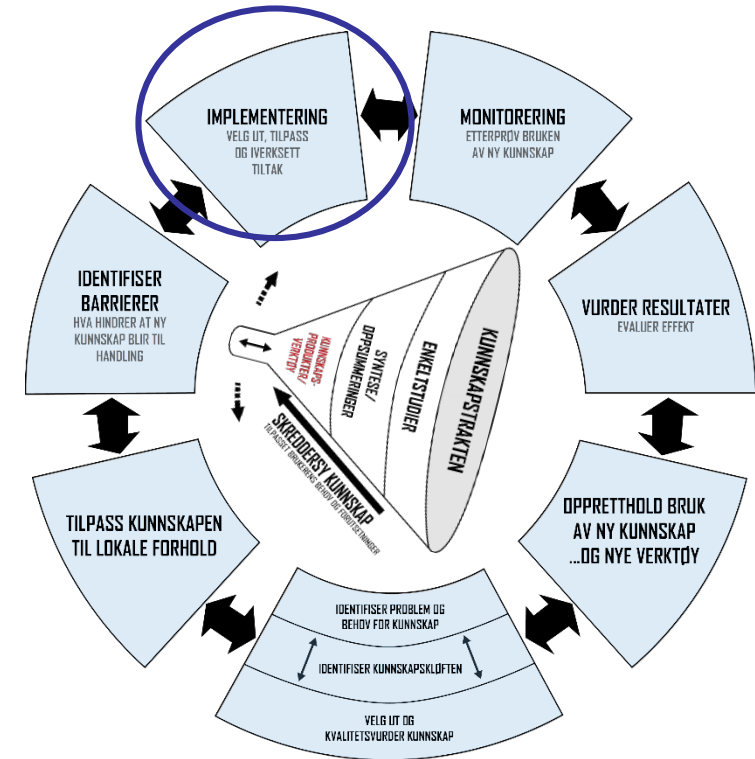 IMPLEMENTERING
VELG UT, TILPASS
OG IVERKSETT
TILTAK
MONITORERING
ETTERPRØV BRUKEN
AV NY KUNNSKAP
VURDER RESULTATER
EVALUER EFFEKT
OPPRETTHOLD BRUK
AV NY KUNNSKAP
...OG NYE VERKTØY
IDENTIFISER PROBLEM OG
BEHOV FOR KUNNSKAP
IDENTIFISER KUNNSKAPSKLØFTEN
VELG UT OG
KVALITETSVURDER KUNNSKAP
TILPASS KUNNSKAPEN
TIL LOKALE FORHOLD
IDENTIFISER
BARRIERER
HVA HINDRER AT NY
KUNNSKAP BLIR TIL
HANDLING
KUNNSKAPSTRAKTEN
ENKELTSTUDIER
SYNTESE/
OPPSUMMERINGER
KUNNSKAPS-
PRODUKTER/
VERKTØY
SKREDDERSY KUNNSKAP
TILPASSET BRUKERENS BEHOV OG FORUTSETNINGER